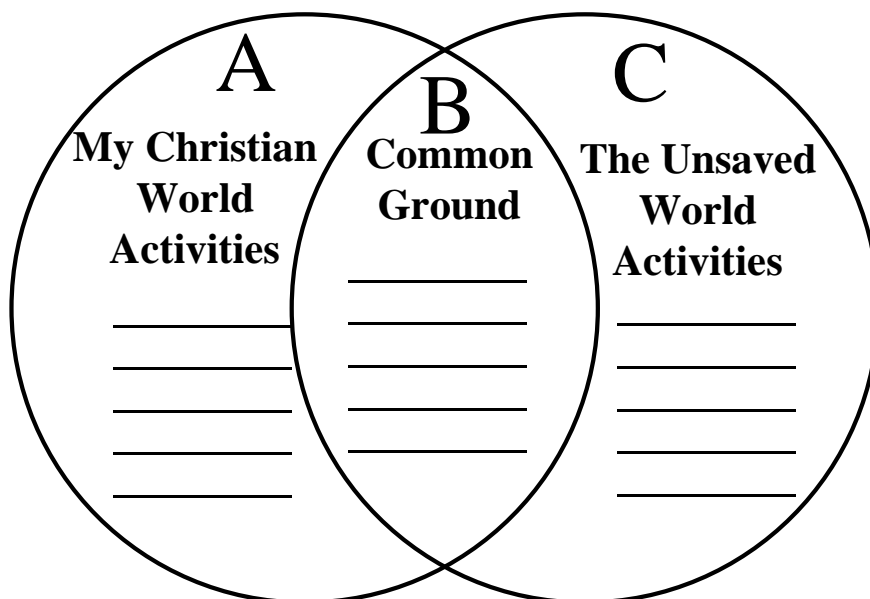 A
My Christian
World
Activities
B
Common
Ground
C
The Unsaved
World
Activities